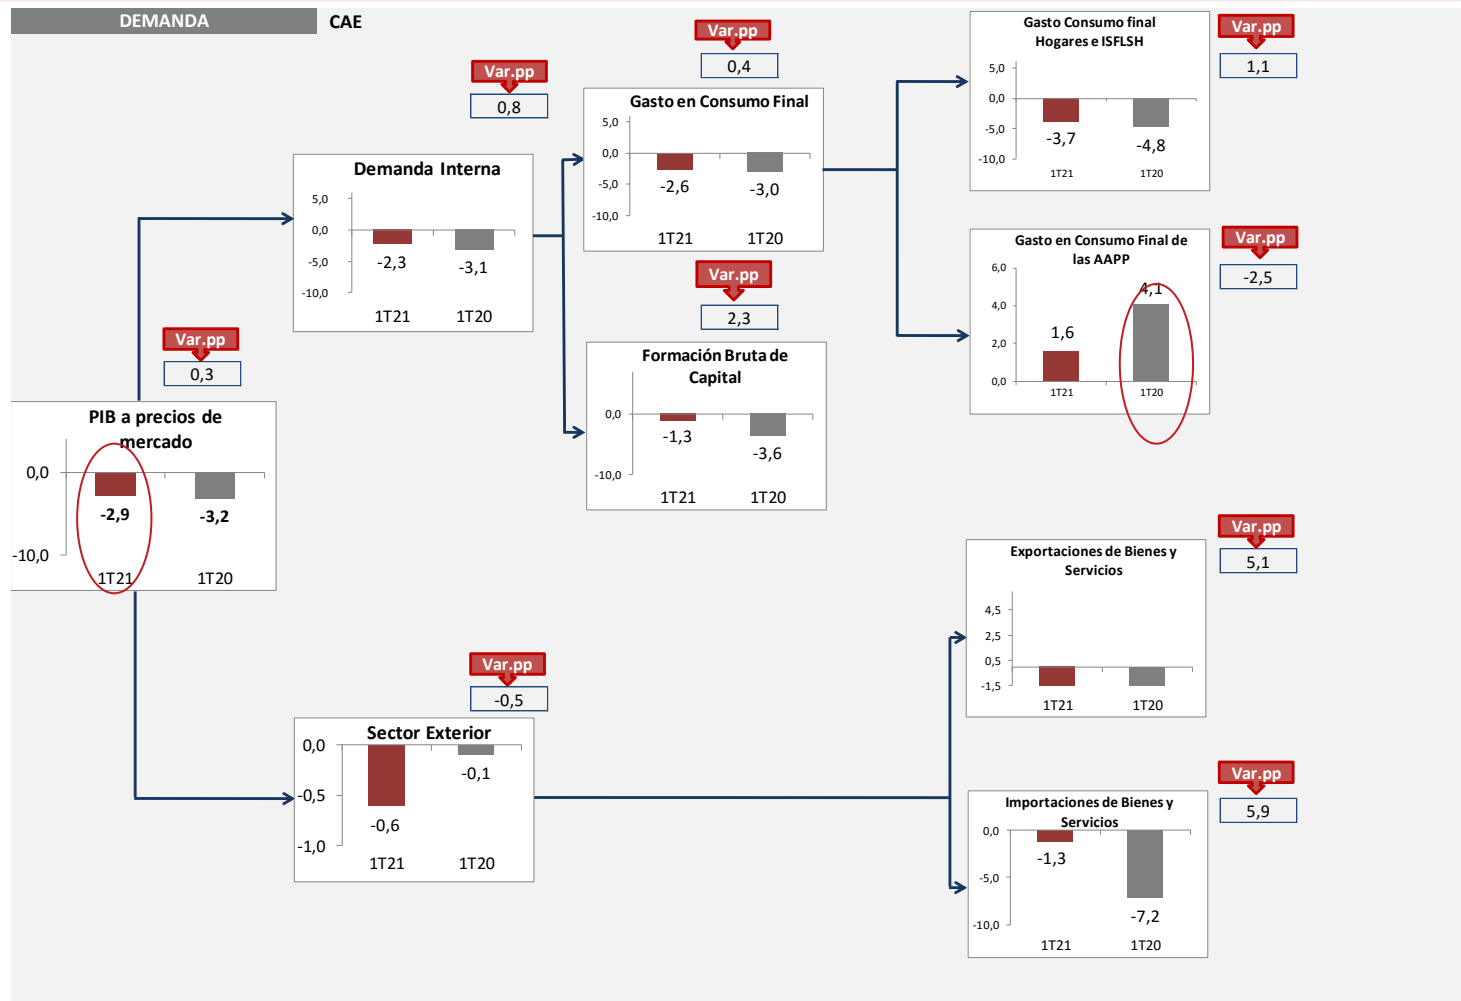 DEMANDA
CAE
Var.pp
0,3
PIB a precios de
mercado
0,0
-10,0
-2,9
-3,2
1T21
1T20
Var.pp
0,8
Demanda Interna
5,0
0,0
-5,0
-10,0
-2,3
-3,1
1T21
1T20
Var.pp
0,4
Gasto en Consumo Final
5,0
0,0
-5,0
-10,0
-2,6
-3,0
1T21
1T20
Var.pp
2,3
Formación Bruta de
Capital
0,0
-10,0
-1,3
-3,6
1T21
1T20
Gasto Consumo final
Hogares e ISFLSH
5,0
0,0
-5,0
-10,0
-3,7
-4,8
1T21
1T20
Var.pp
1,1
Gasto en Consumo Final de
las AAPP
6,0
4,0
2,0
0,0
1,6
4,1
1T21
1T20
Var.pp
-2,5
Var.pp
-0,5
Sector Exterior
0,0
-0,5
-1,0
-0,6
-0,1
1T21
1T20
Exportaciones de Bienes y
Servicios
4,5
2,5
0,5
-1,5
1T21
1T20
Var.pp
5,1
Importaciones de Bienes y
Servicios
0,0
-5,0
-10,0
-1,3
-7,2
1T21
1T20
Var.pp
5,9